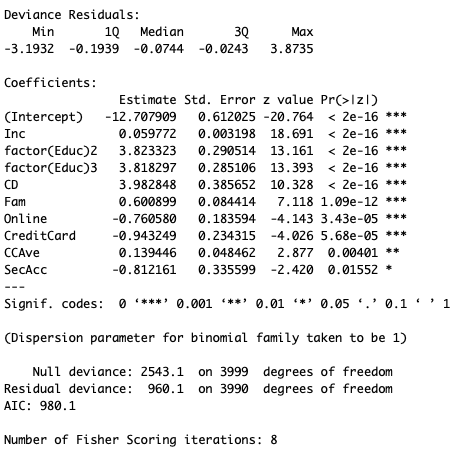 Deviance Residuals:
    Min       1Q   Median       3Q      Max
-3.1932  -0.1939  -0.0744  -0.0243   3.8735
Coefficients:
                Estimate Std. Error z value Pr(>|z|)
(Intercept)   -12.707909   0.612025 -20.764  < 2e-16 ***
Inc             0.059772   0.003198  18.691  < 2e-16 ***
factor(Educ)2   3.823323   0.290514  13.161  < 2e-16 ***
factor(Educ)3   3.818297   0.285106  13.393  < 2e-16 ***
CD              3.982848   0.385652  10.328  < 2e-16 ***
Fam             0.600899   0.084414   7.118 1.09e-12 ***
Online         -0.760580   0.183594  -4.143 3.43e-05 ***
CreditCard     -0.943249   0.234315  -4.026 5.68e-05 ***
CCAve           0.139446   0.048462   2.877  0.00401 **
SecAcc         -0.812161   0.335599  -2.420  0.01552 *
---
Signif. codes:  0 ‘***’ 0.001 ‘**’ 0.01 ‘*’ 0.05 ‘.’ 0.1 ‘ ’ 1
(Dispersion parameter for binomial family taken to be 1)
    Null deviance: 2543.1  on 3999  degrees of freedom
Residual deviance:  960.1  on 3990  degrees of freedom
AIC: 980.1
Number of Fisher Scoring iterations: 8